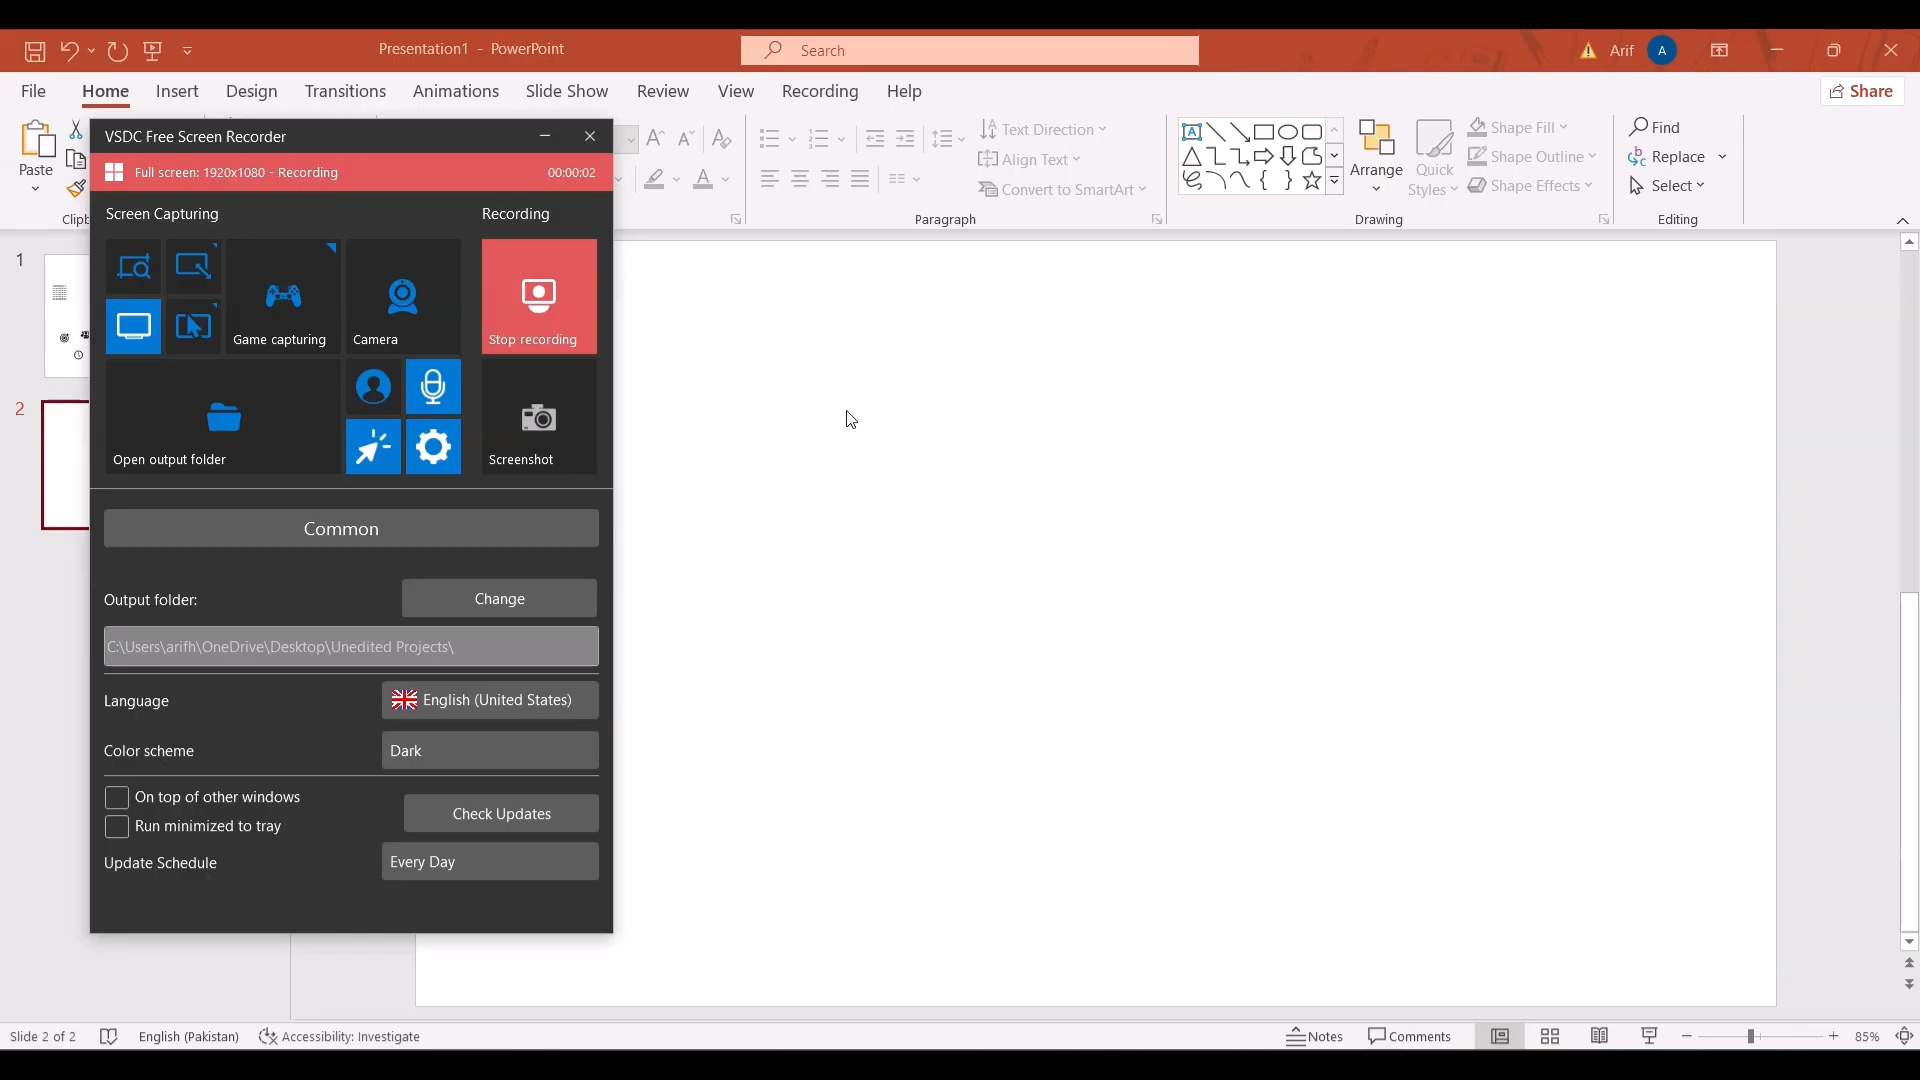 Presentation1 - PowerPoint
Search
Arif
A
File Home Insert Design Transitions Animations Slide Show Review View Recording Help
Share
Paste
Text Direction
Align Text
Convert to SmartArt
Paragraph
Arrange
Quick Styles
Shape Fill
Shape Outline
Shape Effects
Drawing
Find
Replace
Select
Editing
VSDC Free Screen Recorder
Full screen: 1920x1080 - Recording 00:00:02
Screen Capturing Recording
Game capturing
Camera
Stop recording
Open output folder
Screenshot
Common
Output folder: Change
C:\Users\arifh\OneDrive\Desktop\Unedited Projects\
Language English (United States)
Color scheme Dark
On top of other windows
Run minimized to tray
Check Updates
Update Schedule Every Day
1
2
Slide 2 of 2 English (Pakistan) Accessibility: Investigate Notes Comments 85%